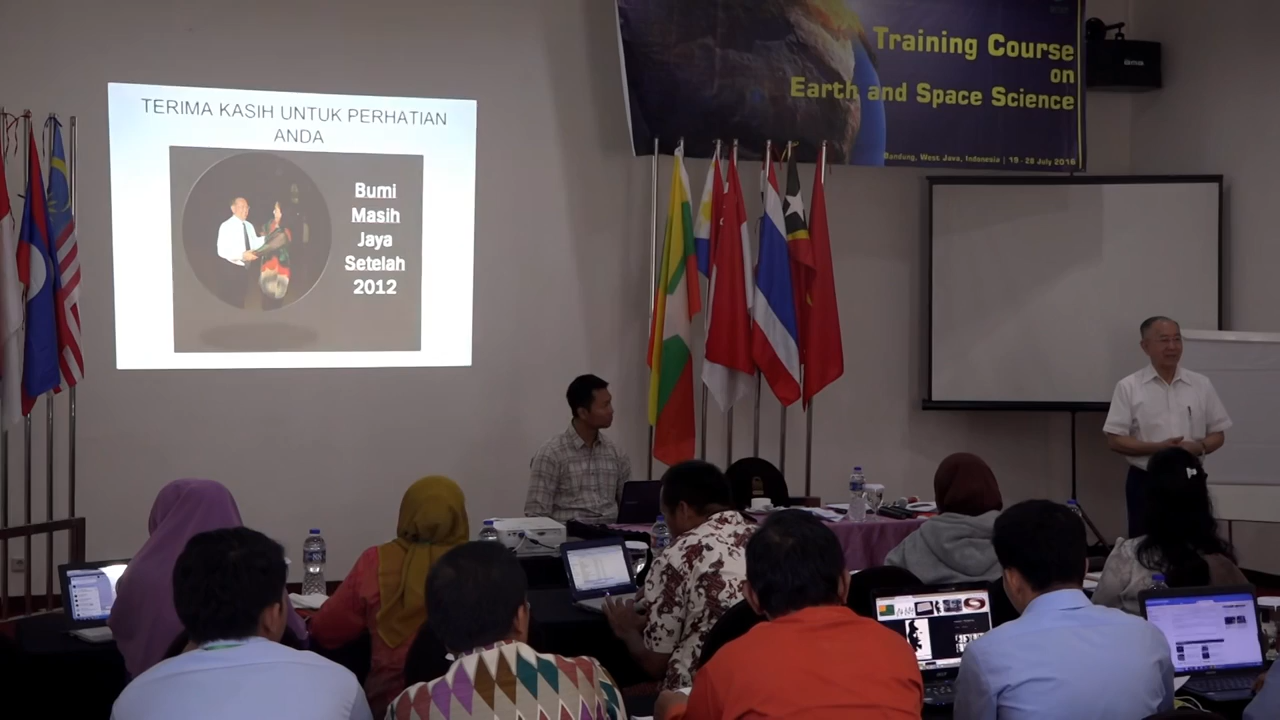 TERIMA KASIH UNTUK PERHATIAN
ANDA
Bumi
Masih
Jaya
Setelah
2012
Training Course
on
Earth and Space Science
Bandung, West Java, Indonesia | 19 - 28 July 2016